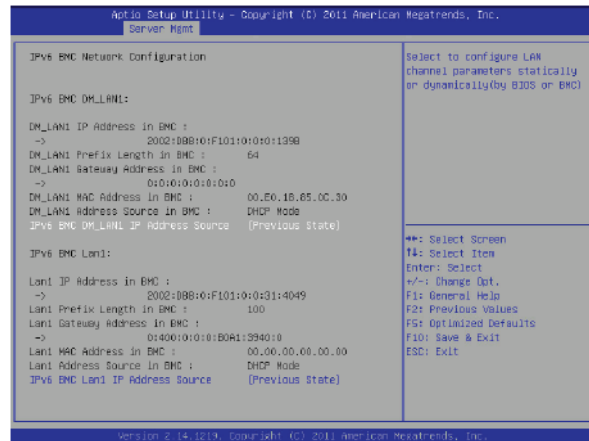 Aptio Setup Utility - Copyright (C) 2011 American Megatrends, Inc.
Server Mgmt
IPv6 BMC Network Configuration
IPv6 BMC DM_LAN1:
DM_LAN1 IP Address in BMC :
-> 2002:DB8:0:F101:0:0:0:1398
DM_LAN1 Prefix Length in BMC : 64
DM_LAN1 Gateway Address in BMC :
-> 0:0:0:0:0:0:0:0
DM_LAN1 MAC Address in BMC : 00.E0.18.85.0C.30
DM_LAN1 Address Source in BMC : DHCP Mode
IPv6 BMC DM_LAN1 IP Address Source [Previous State]
IPv6 BMC Lan1:
Lan1 IP Address in BMC :
-> 2002:DB8:0:F101:0:0:31:4049
Lan1 Prefix Length in BMC : 100
Lan1 Gateway Address in BMC :
-> 0:400:0:0:0:B0A1:3940:0
Lan1 MAC Address in BMC : 00.00.00.00.00.00
Lan1 Address Source in BMC : DHCP Mode
IPv6 BMC Lan1 IP Address Source [Previous State]
Select to configure LAN
channel parameters statically
or dynamically(by BIOS or BMC)
→←: Select Screen
↑↓: Select Item
Enter: Select
+/-: Change Opt.
F1: General Help
F2: Previous Values
F5: Optimized Defaults
F10: Save & Exit
ESC: Exit
Version 2.14.1219. Copyright (C) 2011 American Megatrends, Inc.